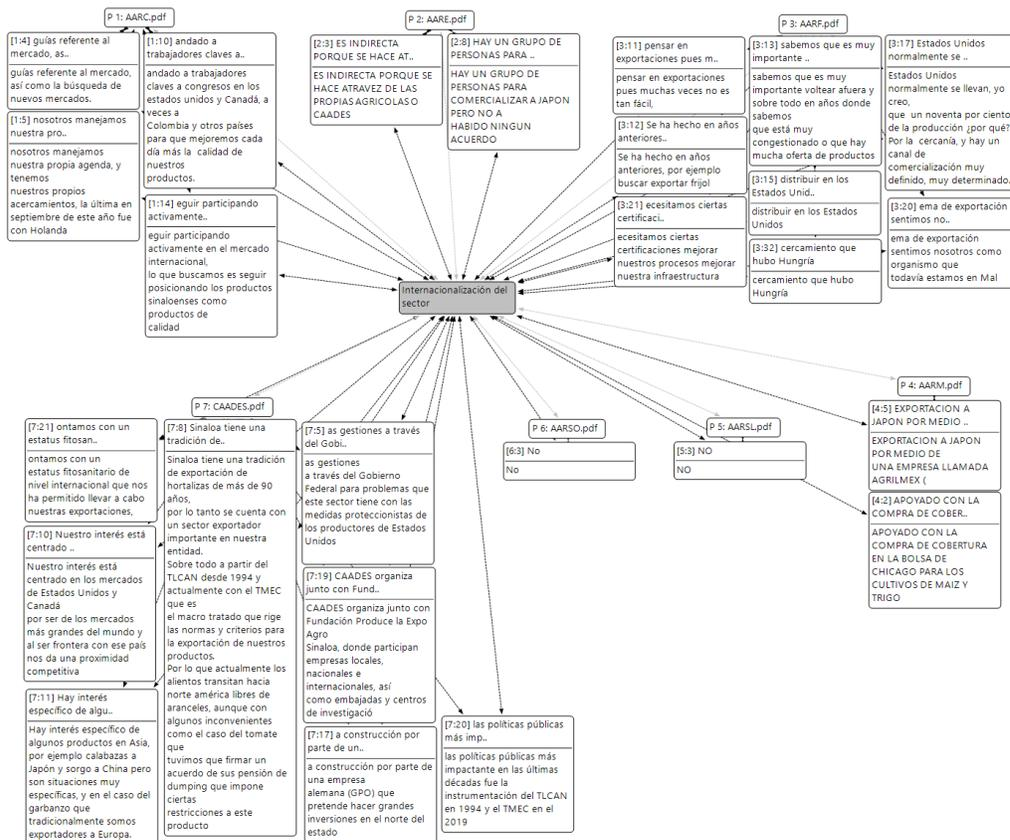 P 1: AARC.pdf
[1:4] guías referente al
mercado, as..
guías referente al mercado,
así como la búsqueda de
nuevos mercados.
[1:5] nosotros manejamos
nuestra pro..
nosotros manejamos
nuestra propia agenda, y
tenemos
nuestros propios
acercamientos, la última en
septiembre de este año fue
con Holanda
[1:10] andado a
trabajadores claves a..
andado a trabajadores
claves a congresos en los
estados unidos y Canadá, a
veces a
Colombia y otros países
para que mejoremos cada
día más la  calidad de
nuestros
productos.
[1:14] eguir participando
activamente..
eguir participando
activamente en el mercado
internacional,
lo que buscamos es seguir
posicionando los productos
sinaloenses como
productos de
calidad
P 2: AARE.pdf
[2:3] ES INDIRECTA
PORQUE SE HACE AT..
ES INDIRECTA PORQUE SE
HACE ATRAVEZ DE LAS
PROPIAS AGRICOLAS O
CAADES
[2:8] HAY UN GRUPO DE
PERSONAS PARA ..
HAY UN GRUPO DE
PERSONAS PARA
COMERCIALIZAR A JAPON
PERO NO A
HABIDO NINGUN
ACUERDO
P 3: AARF.pdf
[3:11] pensar en
exportaciones pues m..
pensar en exportaciones
pues muchas veces no es
tan fácil,
[3:12] Se ha hecho en años
anteriores..
Se ha hecho en años
anteriores, por ejemplo
buscar exportar frijol
[3:21] ecesitamos ciertas
certificaci..
ecesitamos ciertas
certificaciones mejorar
nuestros procesos mejorar
nuestra infraestructura
[3:13] sabemos que es muy
importante ..
sabemos que es muy
importante voltear afuera y
sobre todo en años donde
sabemos
que está muy
congestionado o que hay
mucha oferta de productos
[3:15] distribuir en los
Estados Unid..
distribuir en los Estados
Unidos
[3:32] cercamiento que
hubo Hungría
cercamiento que hubo
Hungría
[3:17] Estados Unidos
normalmente se ..
Estados Unidos
normalmente se llevan, yo
creo,
que  un noventa por ciento
de la producción ¿por qué?
Por la  cercanía, y hay un
canal de
comercialización muy
definido, muy determinado.
[3:20] ema de exportación
sentimos no..
ema de exportación
sentimos nosotros como
organismo que
todavía estamos en Mal
Internacionalización del
sector
P 7: CAADES.pdf
[7:21] ontamos con un
estatus fitosan..
ontamos con un
estatus fitosanitario de
nivel internacional que nos
ha permitido llevar a cabo
nuestras exportaciones,
[7:10] Nuestro interés está
centrado ..
Nuestro interés está
centrado en los mercados
de Estados Unidos y
Canadá
por ser de los mercados
más grandes del mundo y
al ser frontera con ese país
nos da una proximidad
competitiva
[7:11] Hay interés
específico de algu..
Hay interés específico de
algunos productos en Asia,
por ejemplo calabazas a
Japón y sorgo a China pero
son situaciones muy
específicas, y en el caso del
garbanzo que
tradicionalmente somos
exportadores a Europa.
[7:8] Sinaloa tiene una
tradición de..
Sinaloa tiene una tradición
de exportación de
hortalizas de más de 90
años,
por lo tanto se cuenta con
un sector exportador
importante en nuestra
entidad.
Sobre todo a partir del
TLCAN desde 1994 y
actualmente con el TMEC
que es
el macro tratado que rige
las normas y criterios para
la exportación de nuestros
productos.
Por lo que actualmente los
alientos transitan hacia
norte américa libres de
aranceles, aunque con
algunos inconvenientes
como el caso del tomate
que
tuvimos que firmar un
acuerdo de sus pensión de
dumping que impone
ciertas
restricciones a este
producto
[7:5] as gestiones a través
del Gobi..
as gestiones
a través del Gobierno
Federal para problemas que
este sector tiene con las
medidas proteccionistas de
los productores de Estados
Unidos
[7:19] CAADES organiza
junto con Fund..
CAADES organiza junto con
Fundación Produce la Expo
Agro
Sinaloa, donde participan
empresas locales,
nacionales e
internacionales, así
como embajadas y centros
de investigació
[7:17] a construcción por
parte de un..
a construcción por parte de
una empresa
alemana (GPO) que
pretende hacer grandes
inversiones en el norte del
estado
[7:20] las políticas públicas
más imp..
las políticas públicas más
impactante en las últimas
décadas fue la
instrumentación del TLCAN
en 1994 y el TMEC en el
2019
P 6: AARSO.pdf
[6:3] No
No
P 5: AARSL.pdf
[5:3] NO
NO
P 4: AARM.pdf
[4:5] EXPORTACION A
JAPON POR MEDIO ..
EXPORTACION A JAPON
POR MEDIO DE
UNA EMPRESA LLAMADA
AGRILMEX (
[4:2] APOYADO CON LA
COMPRA DE COBER..
APOYADO CON LA
COMPRA DE COBERTURA
EN LA BOLSA DE
CHICAGO PARA LOS
CULTIVOS DE MAIZ Y
TRIGO